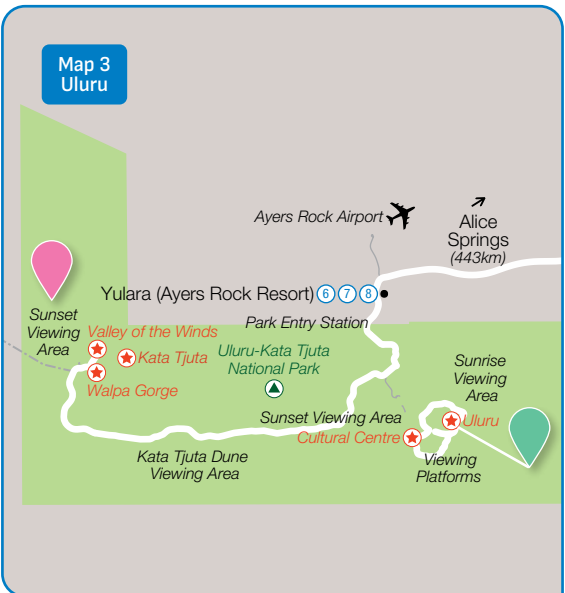 Map 3
Uluru
Ayers Rock Airport
Alice
Springs
(443km)
Yulara (Ayers Rock Resort) 6 7 8
Park Entry Station
Sunset
Viewing
Area
Valley of the Winds
Kata Tjuta
Walpa Gorge
Uluru-Kata Tjuta
National Park
Sunrise
Viewing
Area
Sunset Viewing Area
Uluru
Cultural Centre
Kata Tjuta Dune
Viewing Area
Viewing
Platforms